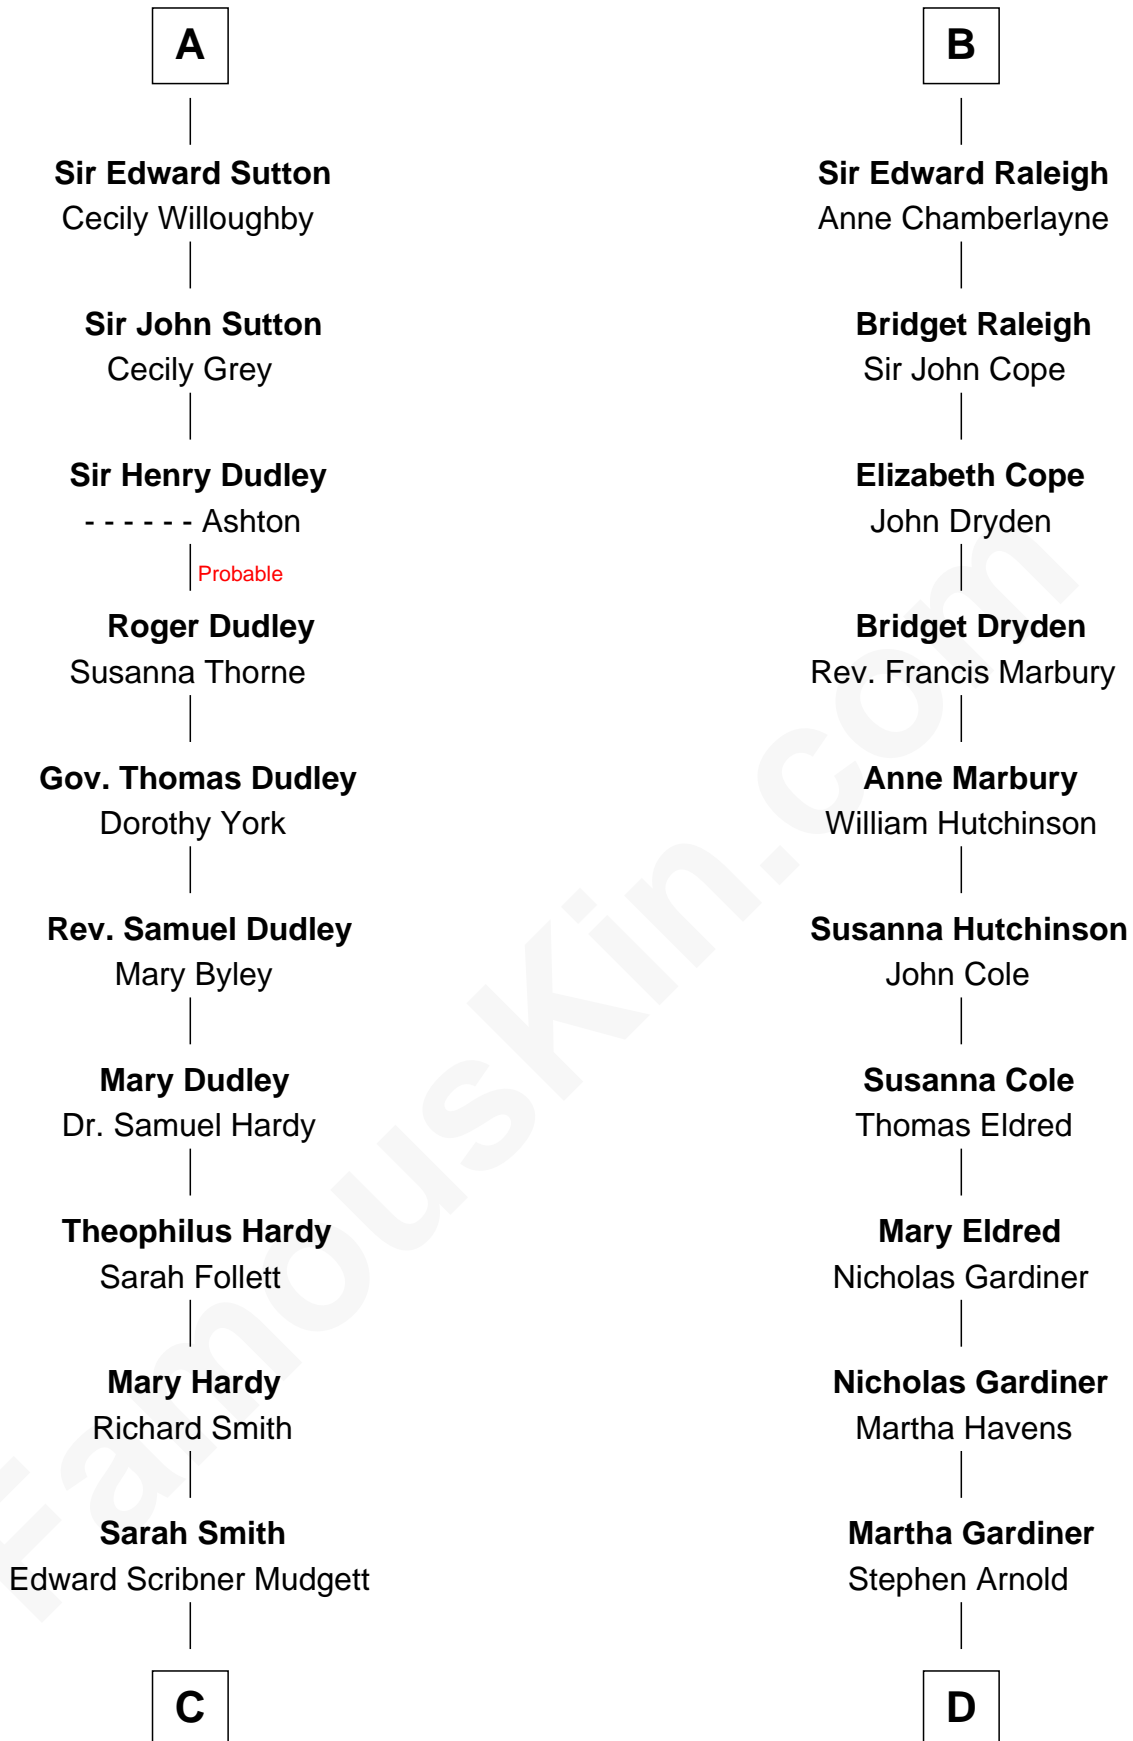 A
Sir Edward Sutton
Cecily Willoughby
Sir John Sutton
Cecily Grey
Sir Henry Dudley
- - - - - - Ashton
Probable
Roger Dudley
Susanna Thorne
Gov. Thomas Dudley
Dorothy York
Rev. Samuel Dudley
Mary Byley
Mary Dudley
Dr. Samuel Hardy
Theophilus Hardy
Sarah Follett
Mary Hardy
Richard Smith
Sarah Smith
Edward Scribner Mudgett
C
B
Sir Edward Raleigh
Anne Chamberlayne
Bridget Raleigh
Sir John Cope
Elizabeth Cope
John Dryden
Bridget Dryden
Rev. Francis Marbury
Anne Marbury
William Hutchinson
Susanna Hutchinson
John Cole
Susanna Cole
Thomas Eldred
Mary Eldred
Nicholas Gardiner
Nicholas Gardiner
Martha Havens
Martha Gardiner
Stephen Arnold
D
FamousKin.com